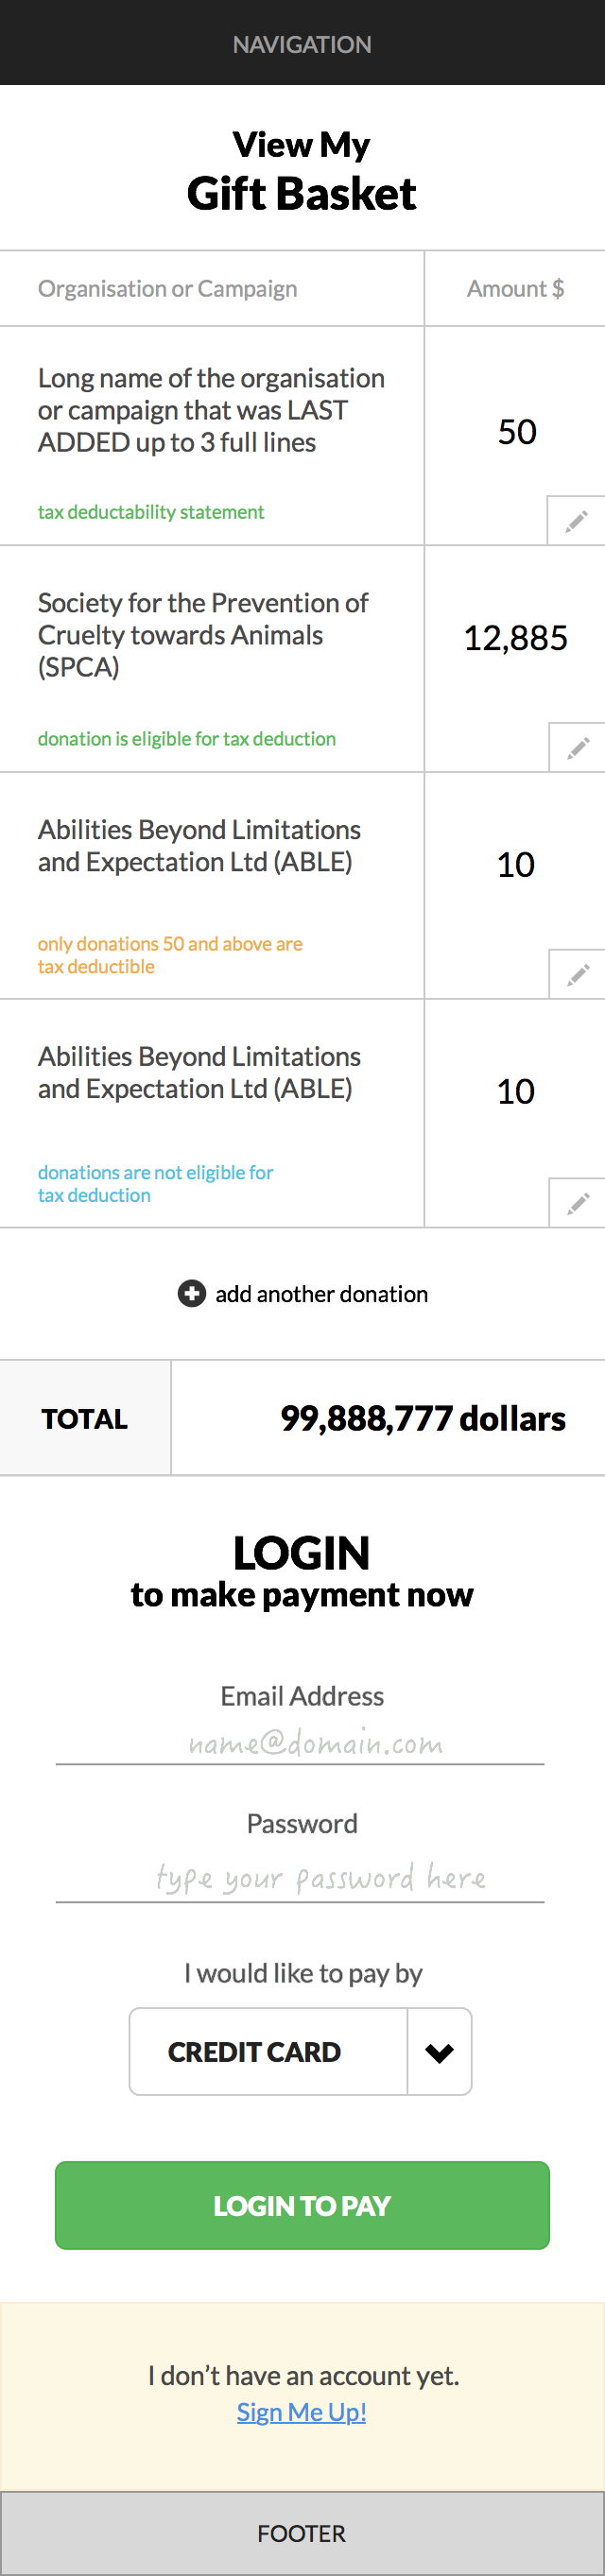 NAVIGATION
View My
Gift Basket
Organisation or Campaign
Amount $
Long name of the organisation
or campaign that was LAST
ADDED up to 3 full lines
50
tax deductability statement
Society for the Prevention of
Cruelty towards Animals
(SPCA)
12,885
donation is eligible for tax deduction
Abilities Beyond Limitations
and Expectation Ltd (ABLE)
10
only donations 50 and above are
tax deductible
Abilities Beyond Limitations
and Expectation Ltd (ABLE)
10
donations are not eligible for
tax deduction
add another donation
TOTAL
99,888,777 dollars
LOGIN
to make payment now
Email Address
name@domain.com
Password
type your password here
I would like to pay by
CREDIT CARD
LOGIN TO PAY
I don’t have an account yet.
Sign Me Up!
FOOTER